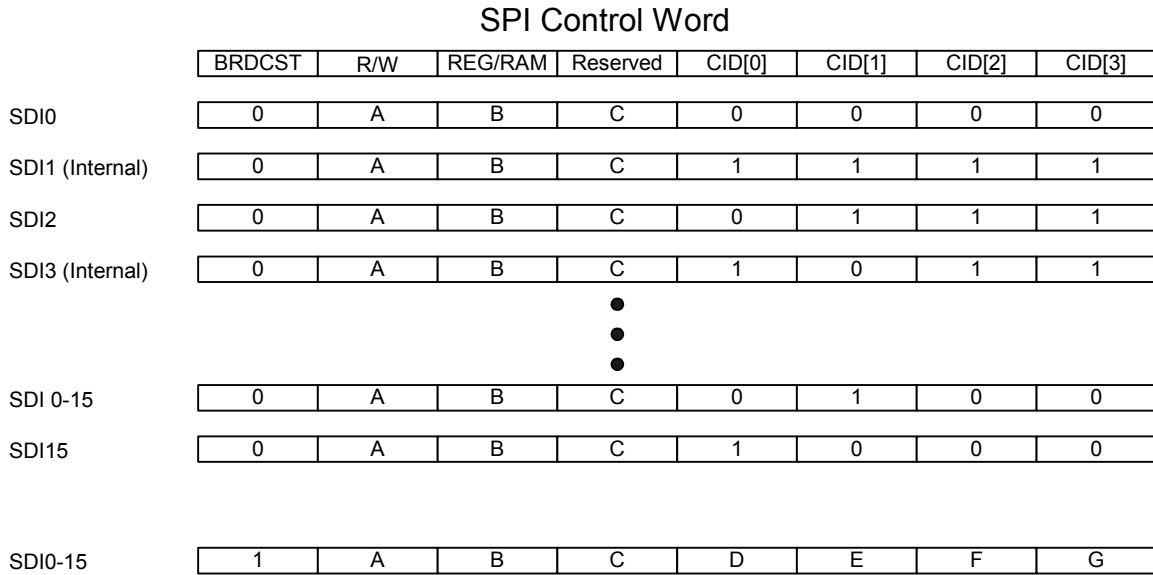 SPI Control Word
BRDCST R/W REG/RAM Reserved CID[0] CID[1] CID[2] CID[3]
SDI0 0 A B C 0 0 0 0
SDI1 (Internal) 0 A B C 1 1 1 1
SDI2 0 A B C 0 1 1 1
SDI3 (Internal) 0 A B C 1 0 1 1
SDI 0-15 0 A B C 0 1 0 0
SDI15 0 A B C 1 0 0 0
SDI0-15 1 A B C D E F G